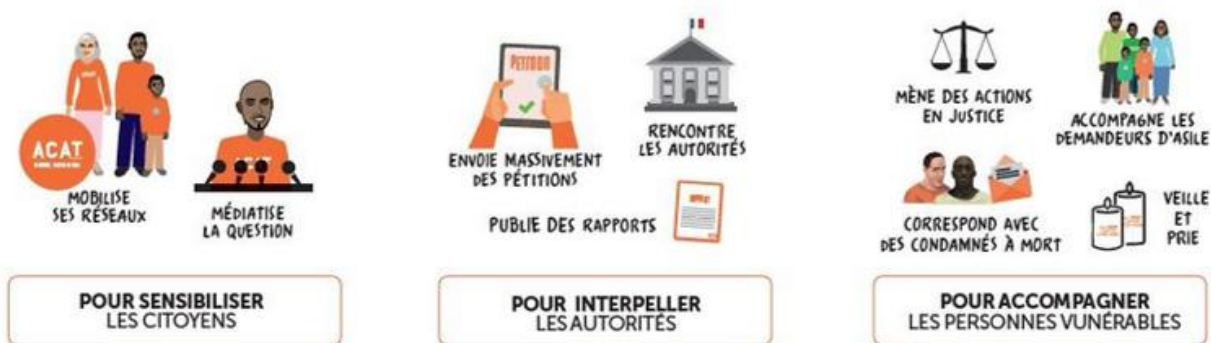 ACAT
MOBILISE
SES RÉSEAUX
MÉDIATISE
LA QUESTION
POUR SENSIBILISER
LES CITOYENS
PETITION
ENVOIE MASSIVEMENT
DES PÉTITIONS
RENCONTRE
LES AUTORITÉS
PUBLIE DES RAPPORTS
POUR INTERPELLER
LES AUTORITÉS
MÈNE DES ACTIONS
EN JUSTICE
ACCOMPAGNE LES
DEMANDEURS D'ASILE
CORRESPOND AVEC
DES CONDAMNÉS À MORT
VEILLE
ET
PRIE
POUR ACCOMPAGNER
LES PERSONNES VUNÉRABLES